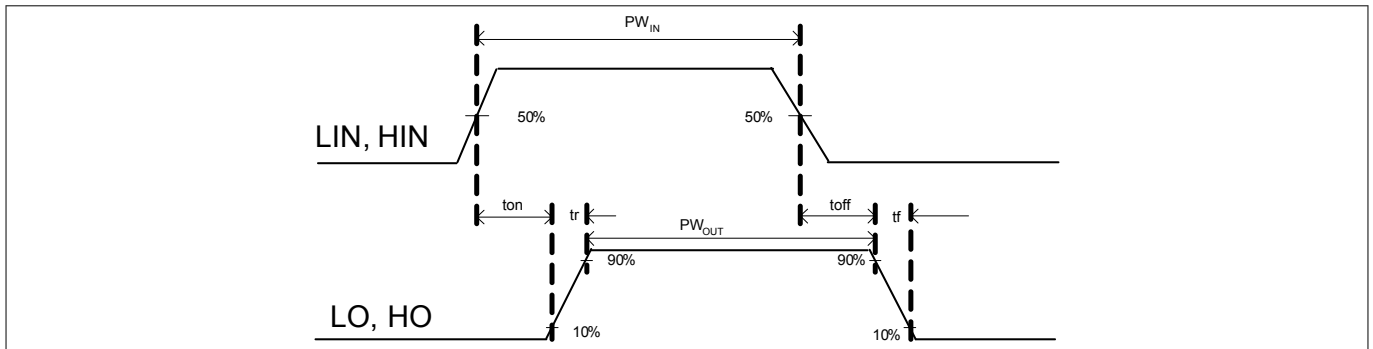 PW_IN
50%
50%
LIN, HIN
ton
tr
toff
tf
PW_OUT
90%
90%
LO, HO
10%
10%